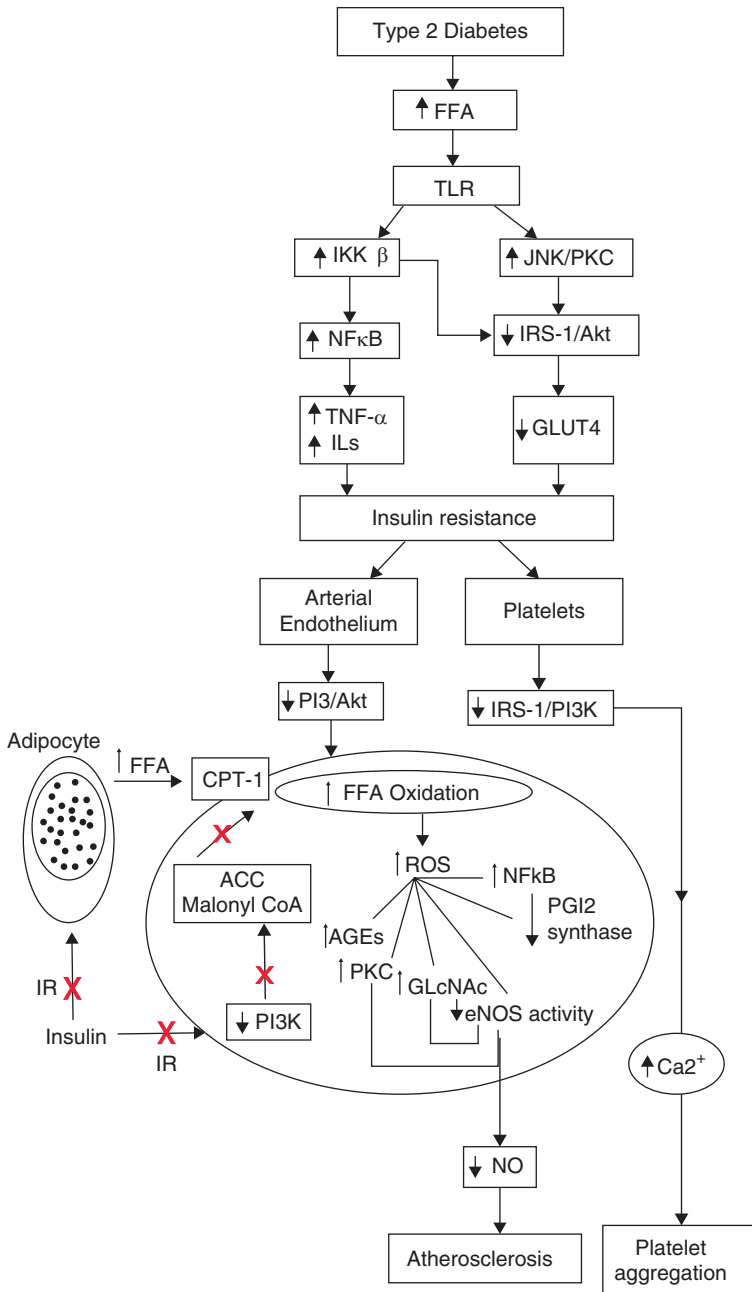 Type 2 Diabetes
↑ FFA
TLR
↑ IKK β
↑ JNK/PKC
↑ NFκB
↓ IRS-1/Akt
↑ TNF-α
↑ ILs
↓ GLUT4
Insulin resistance
Arterial
Endothelium
Platelets
↓ PI3/Akt
↓ IRS-1/PI3K
Adipocyte
↑ FFA
CPT-1
↑ FFA Oxidation
X
↑ ROS
↑ NFkB
ACC
Malonyl CoA
PGI2
synthase
↑ AGEs
↑ PKC
↑ GLcNAc
X
IR X
↓ PI3K
↓ eNOS activity
Insulin
X
IR
↑ Ca2+
↓ NO
Atherosclerosis
Platelet
aggregation